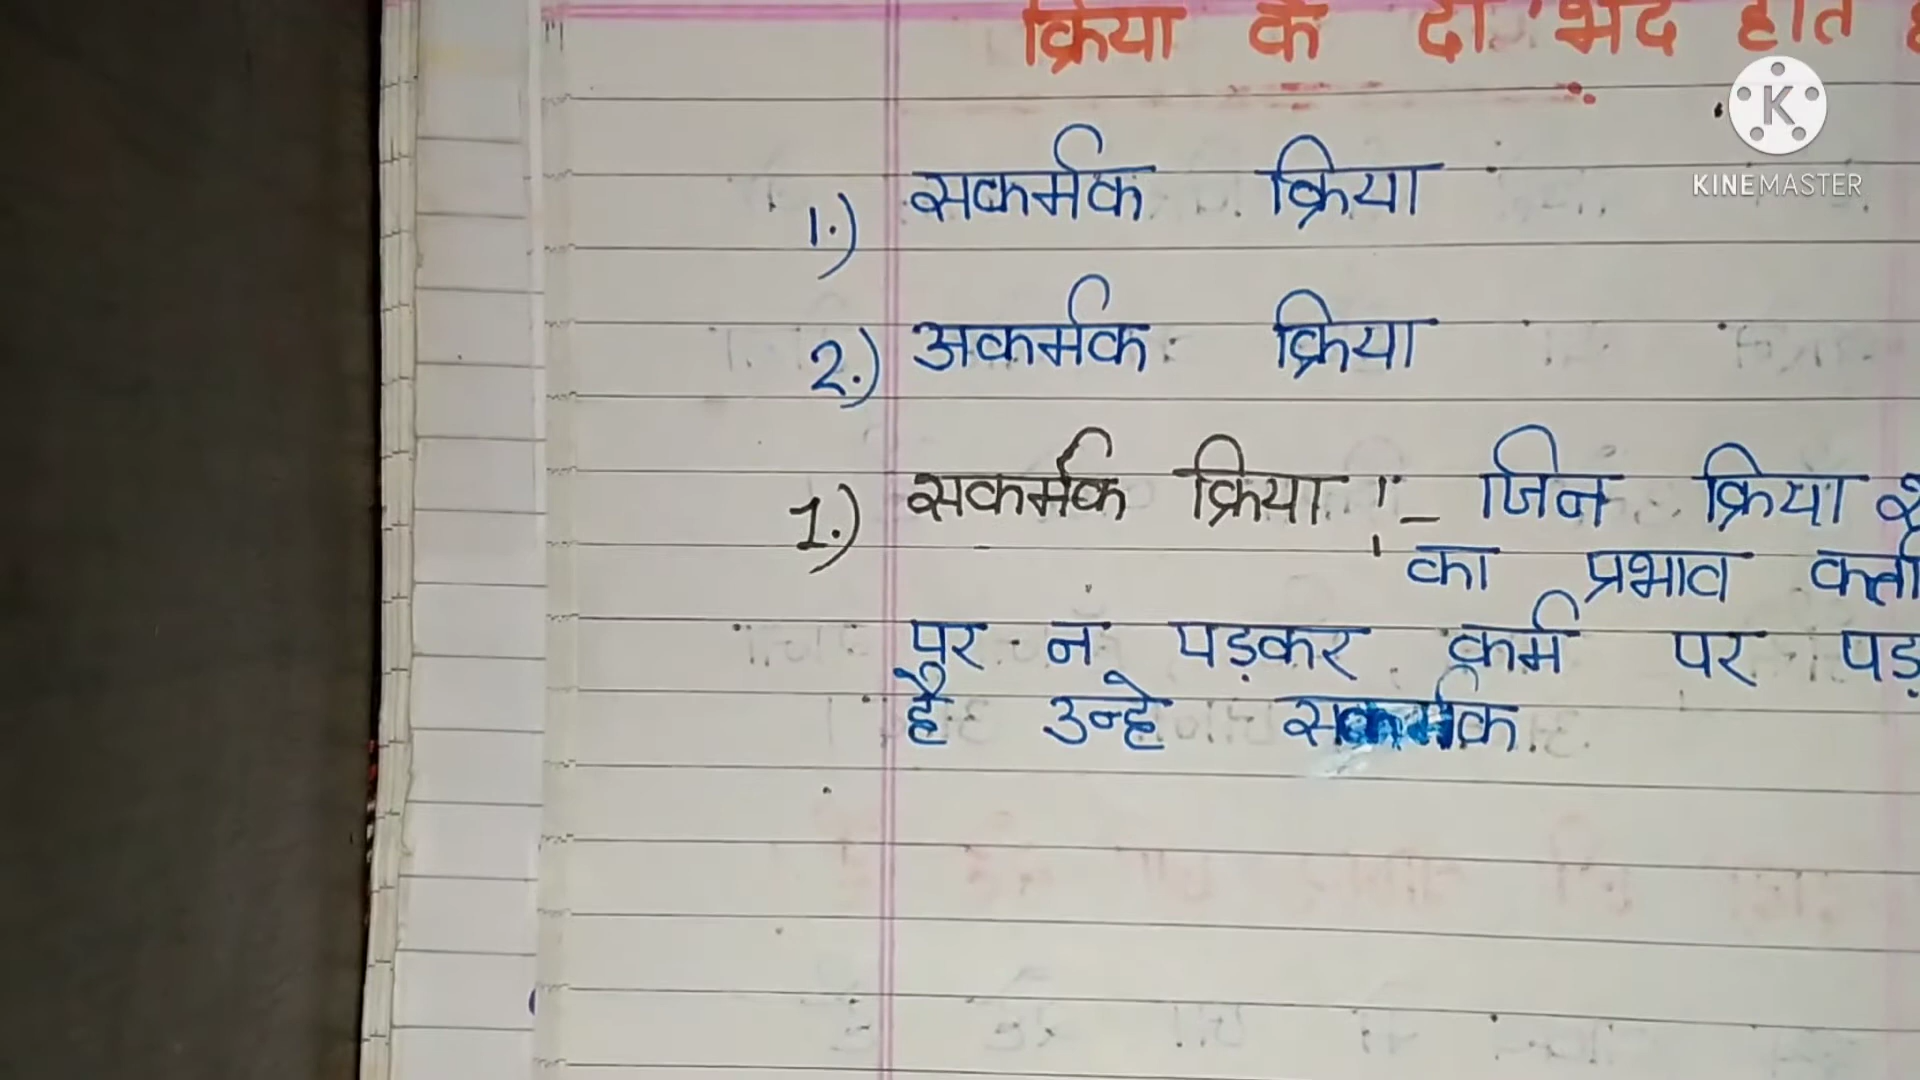 क्रिया के दो भेद होते
KINEMASTER
1.) सकर्मक क्रिया
2.) अकर्मक क्रिया
1.) सकर्मक क्रिया :- जिन क्रिया
का प्रभाव कर्ता
पर न पड़कर कर्म पर पड़
है उन्हे सकर्मक